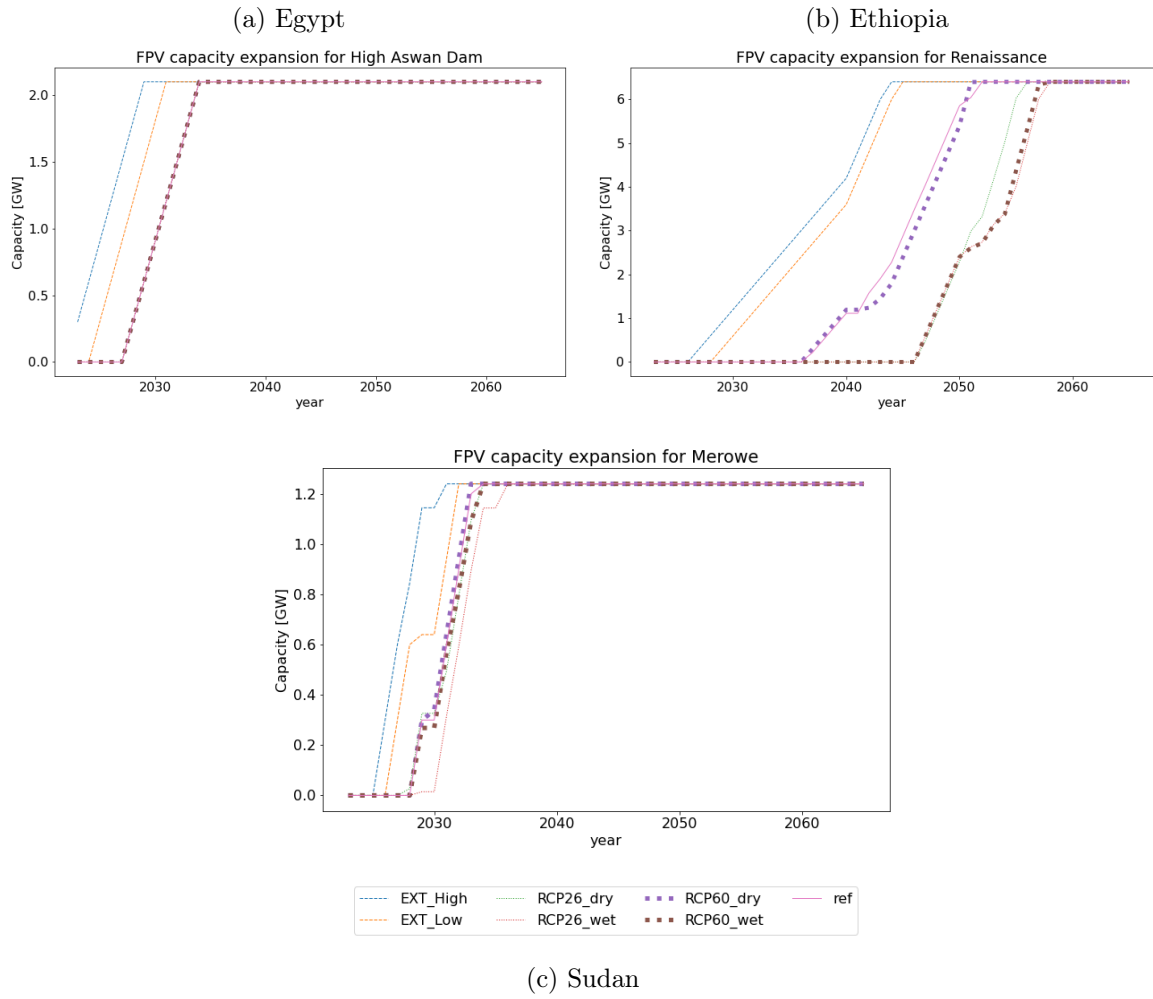 (a) Egypt
(b) Ethiopia
FPV capacity expansion for High Aswan Dam
Capacity [GW]
2.0
1.5
1.0
0.5
0.0
2030 2040 2050 2060
year
FPV capacity expansion for Renaissance
Capacity [GW]
6
5
4
3
2
1
0
2030 2040 2050 2060
year
FPV capacity expansion for Merowe
Capacity [GW]
1.2
1.0
0.8
0.6
0.4
0.2
0.0
2030 2040 2050 2060
year
EXT_High RCP26_dry RCP60_dry ref
EXT_Low RCP26_wet RCP60_wet
(c) Sudan